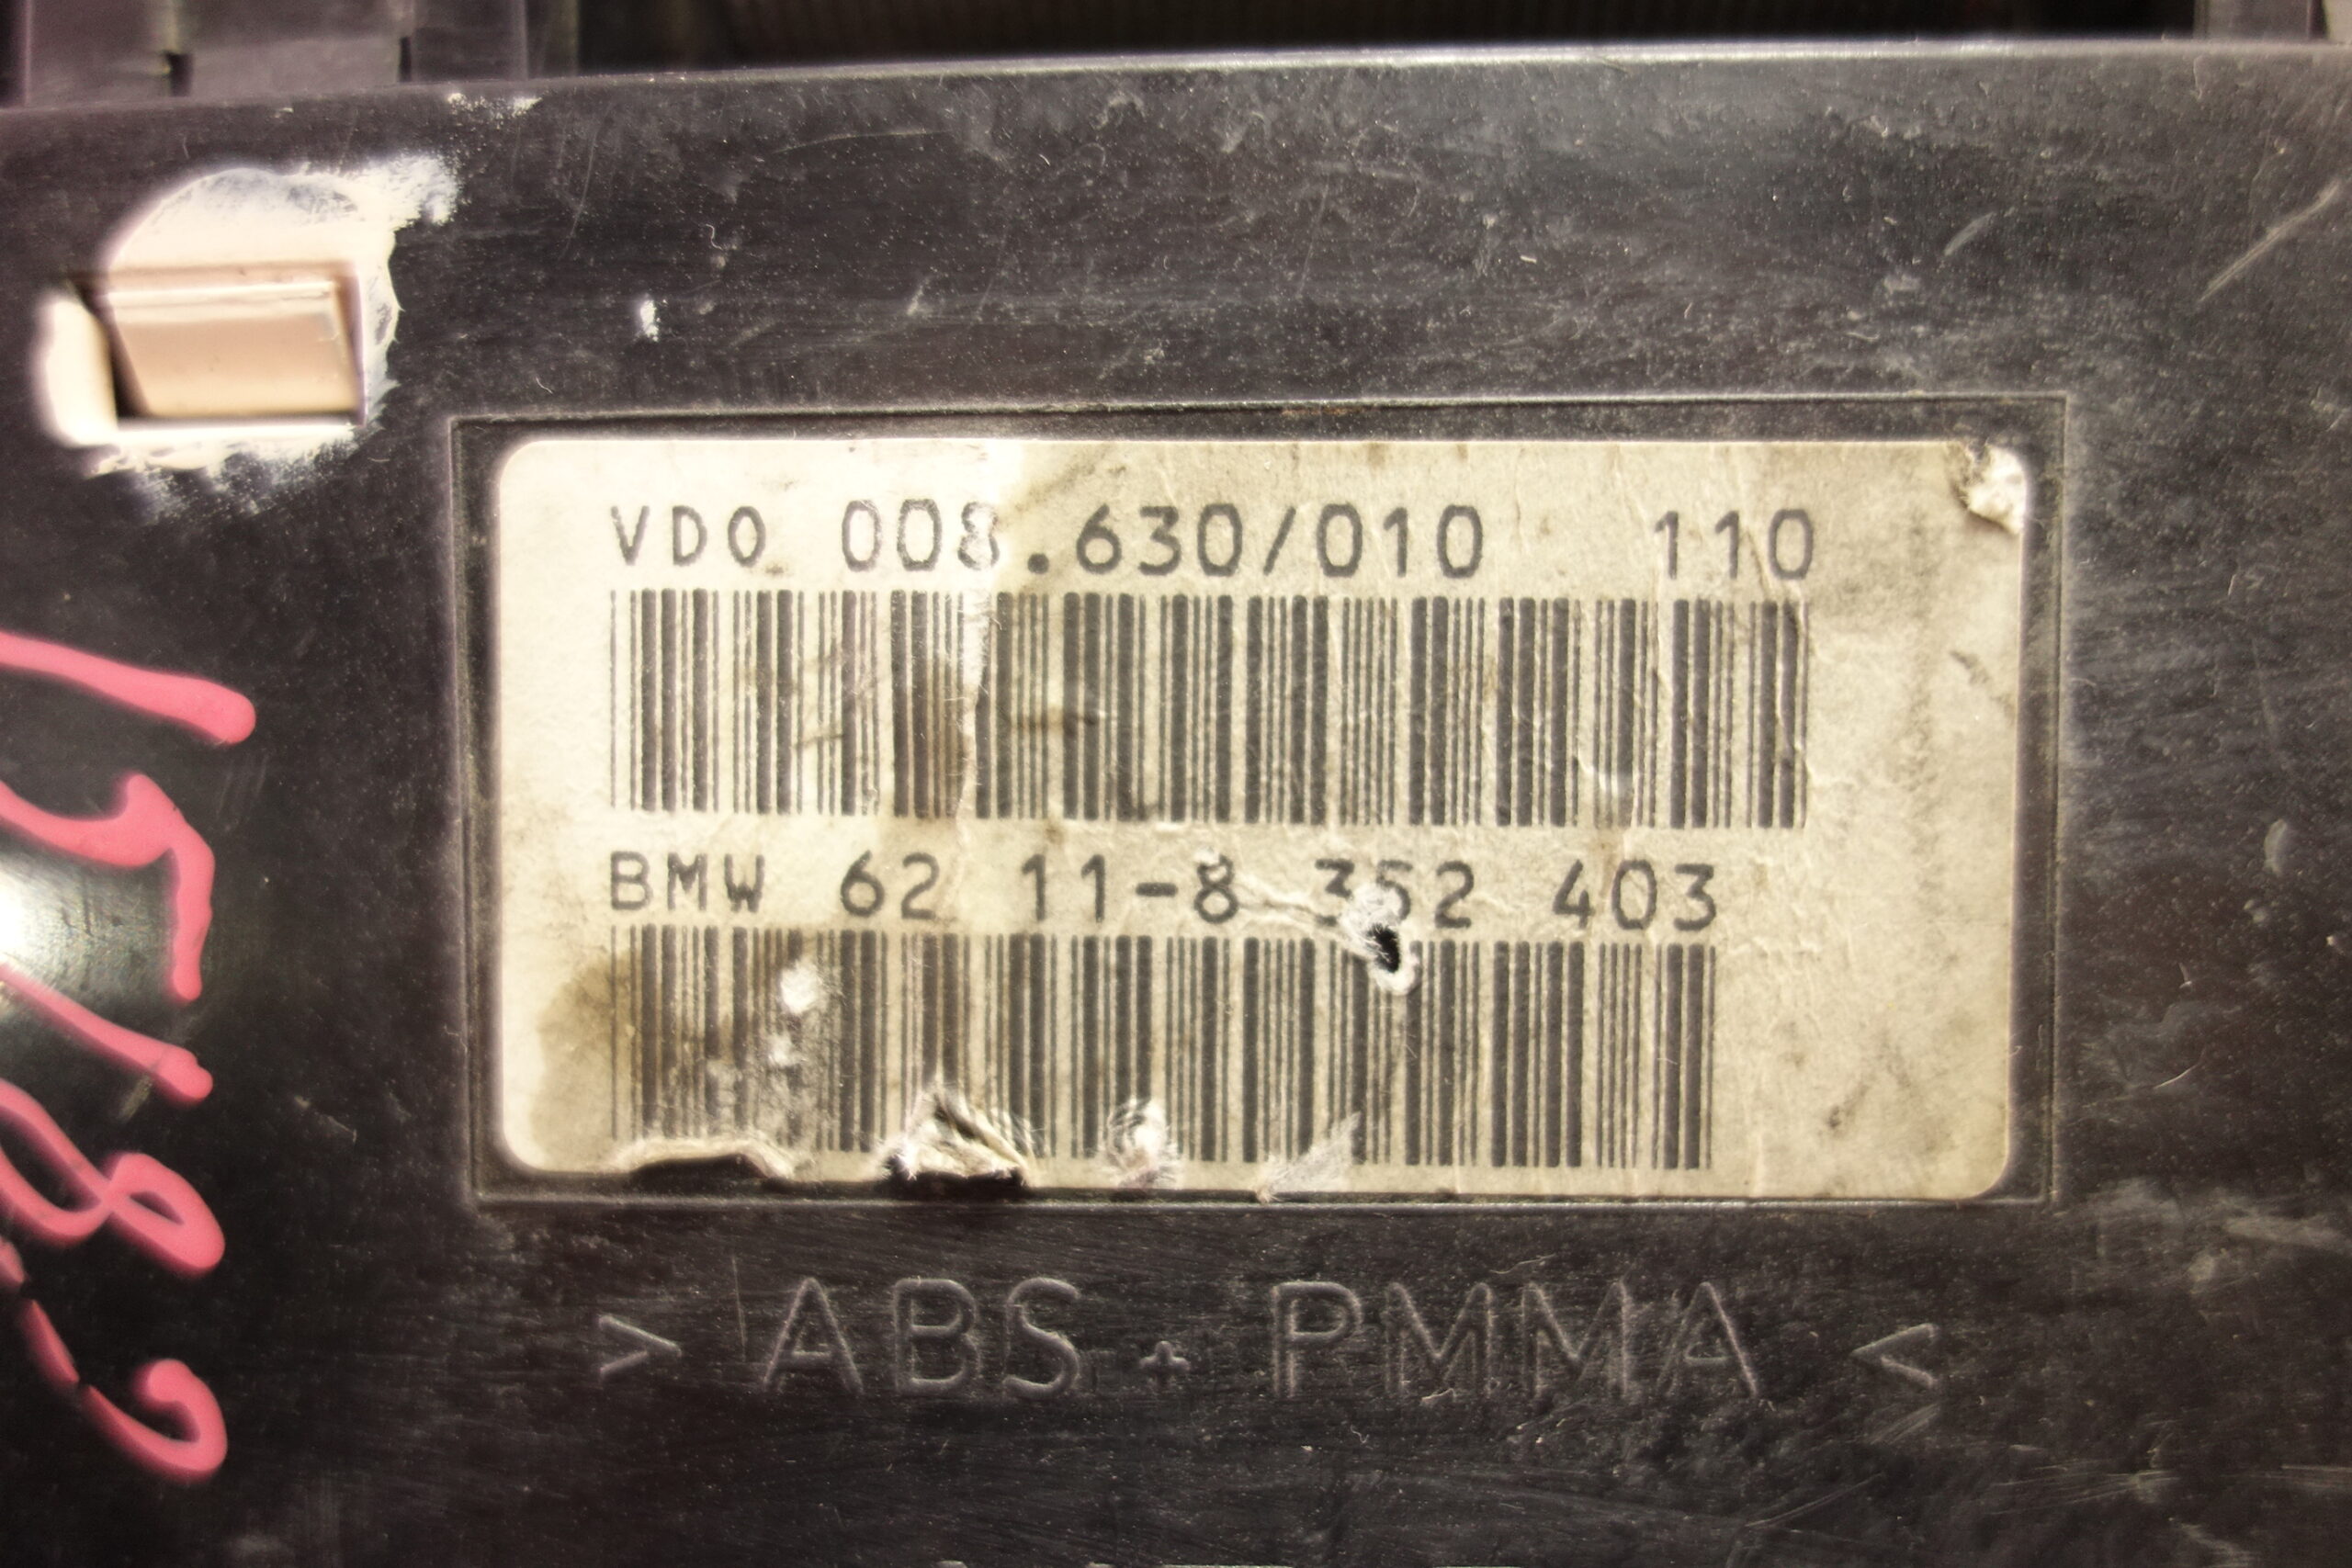 VDO 008.630/010 110
BMW 62 11-8 352 403
> ABS + PMMA <